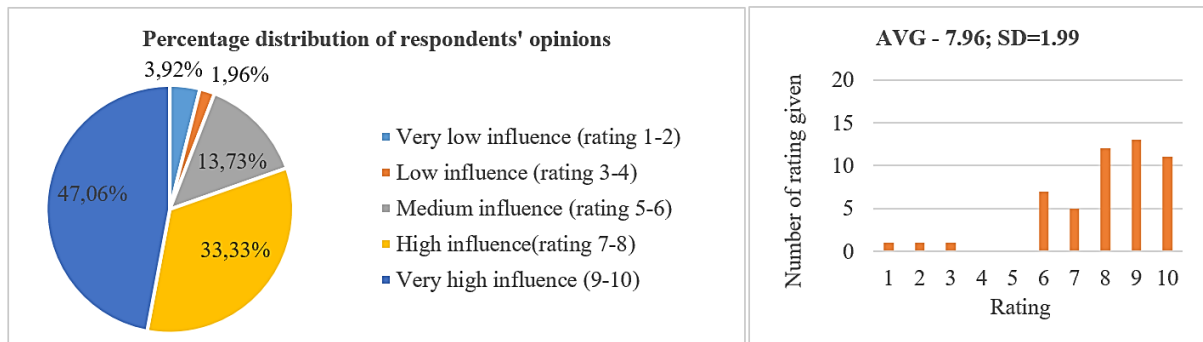 Percentage distribution of respondents' opinions
3,92%
1,96%
13,73%
47,06%
33,33%
Very low influence (rating 1-2)
Low influence (rating 3-4)
Medium influence (rating 5-6)
High influence(rating 7-8)
Very high influence (9-10)
AVG - 7.96; SD=1.99
Number of rating given
20
15
10
5
0
1 2 3 4 5 6 7 8 9 10
Rating